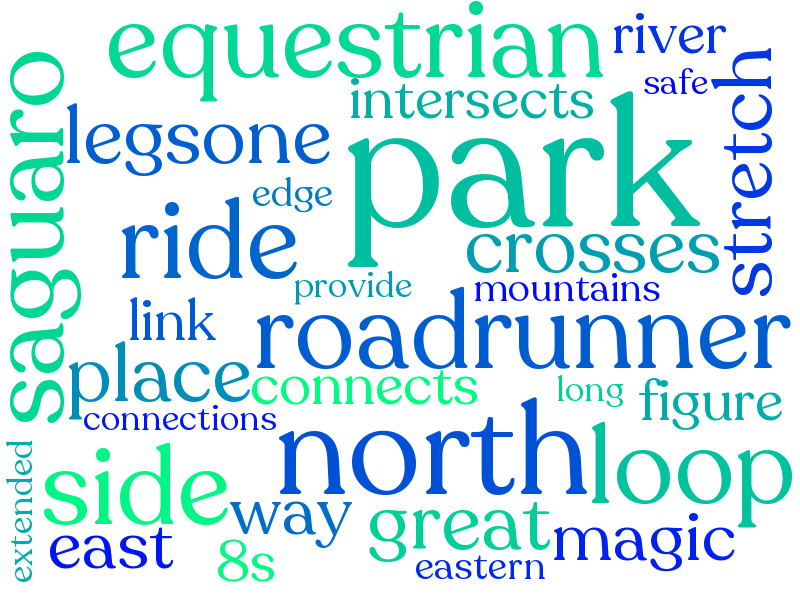 equestrian
river
safe
intersects
saguaro
legsone
park
stretch
edge
ride
crosses
provide
mountains
link
roadrunner
place
connects
long
figure
connections
north
loop
extended
side
way
great
magic
east
8s
eastern